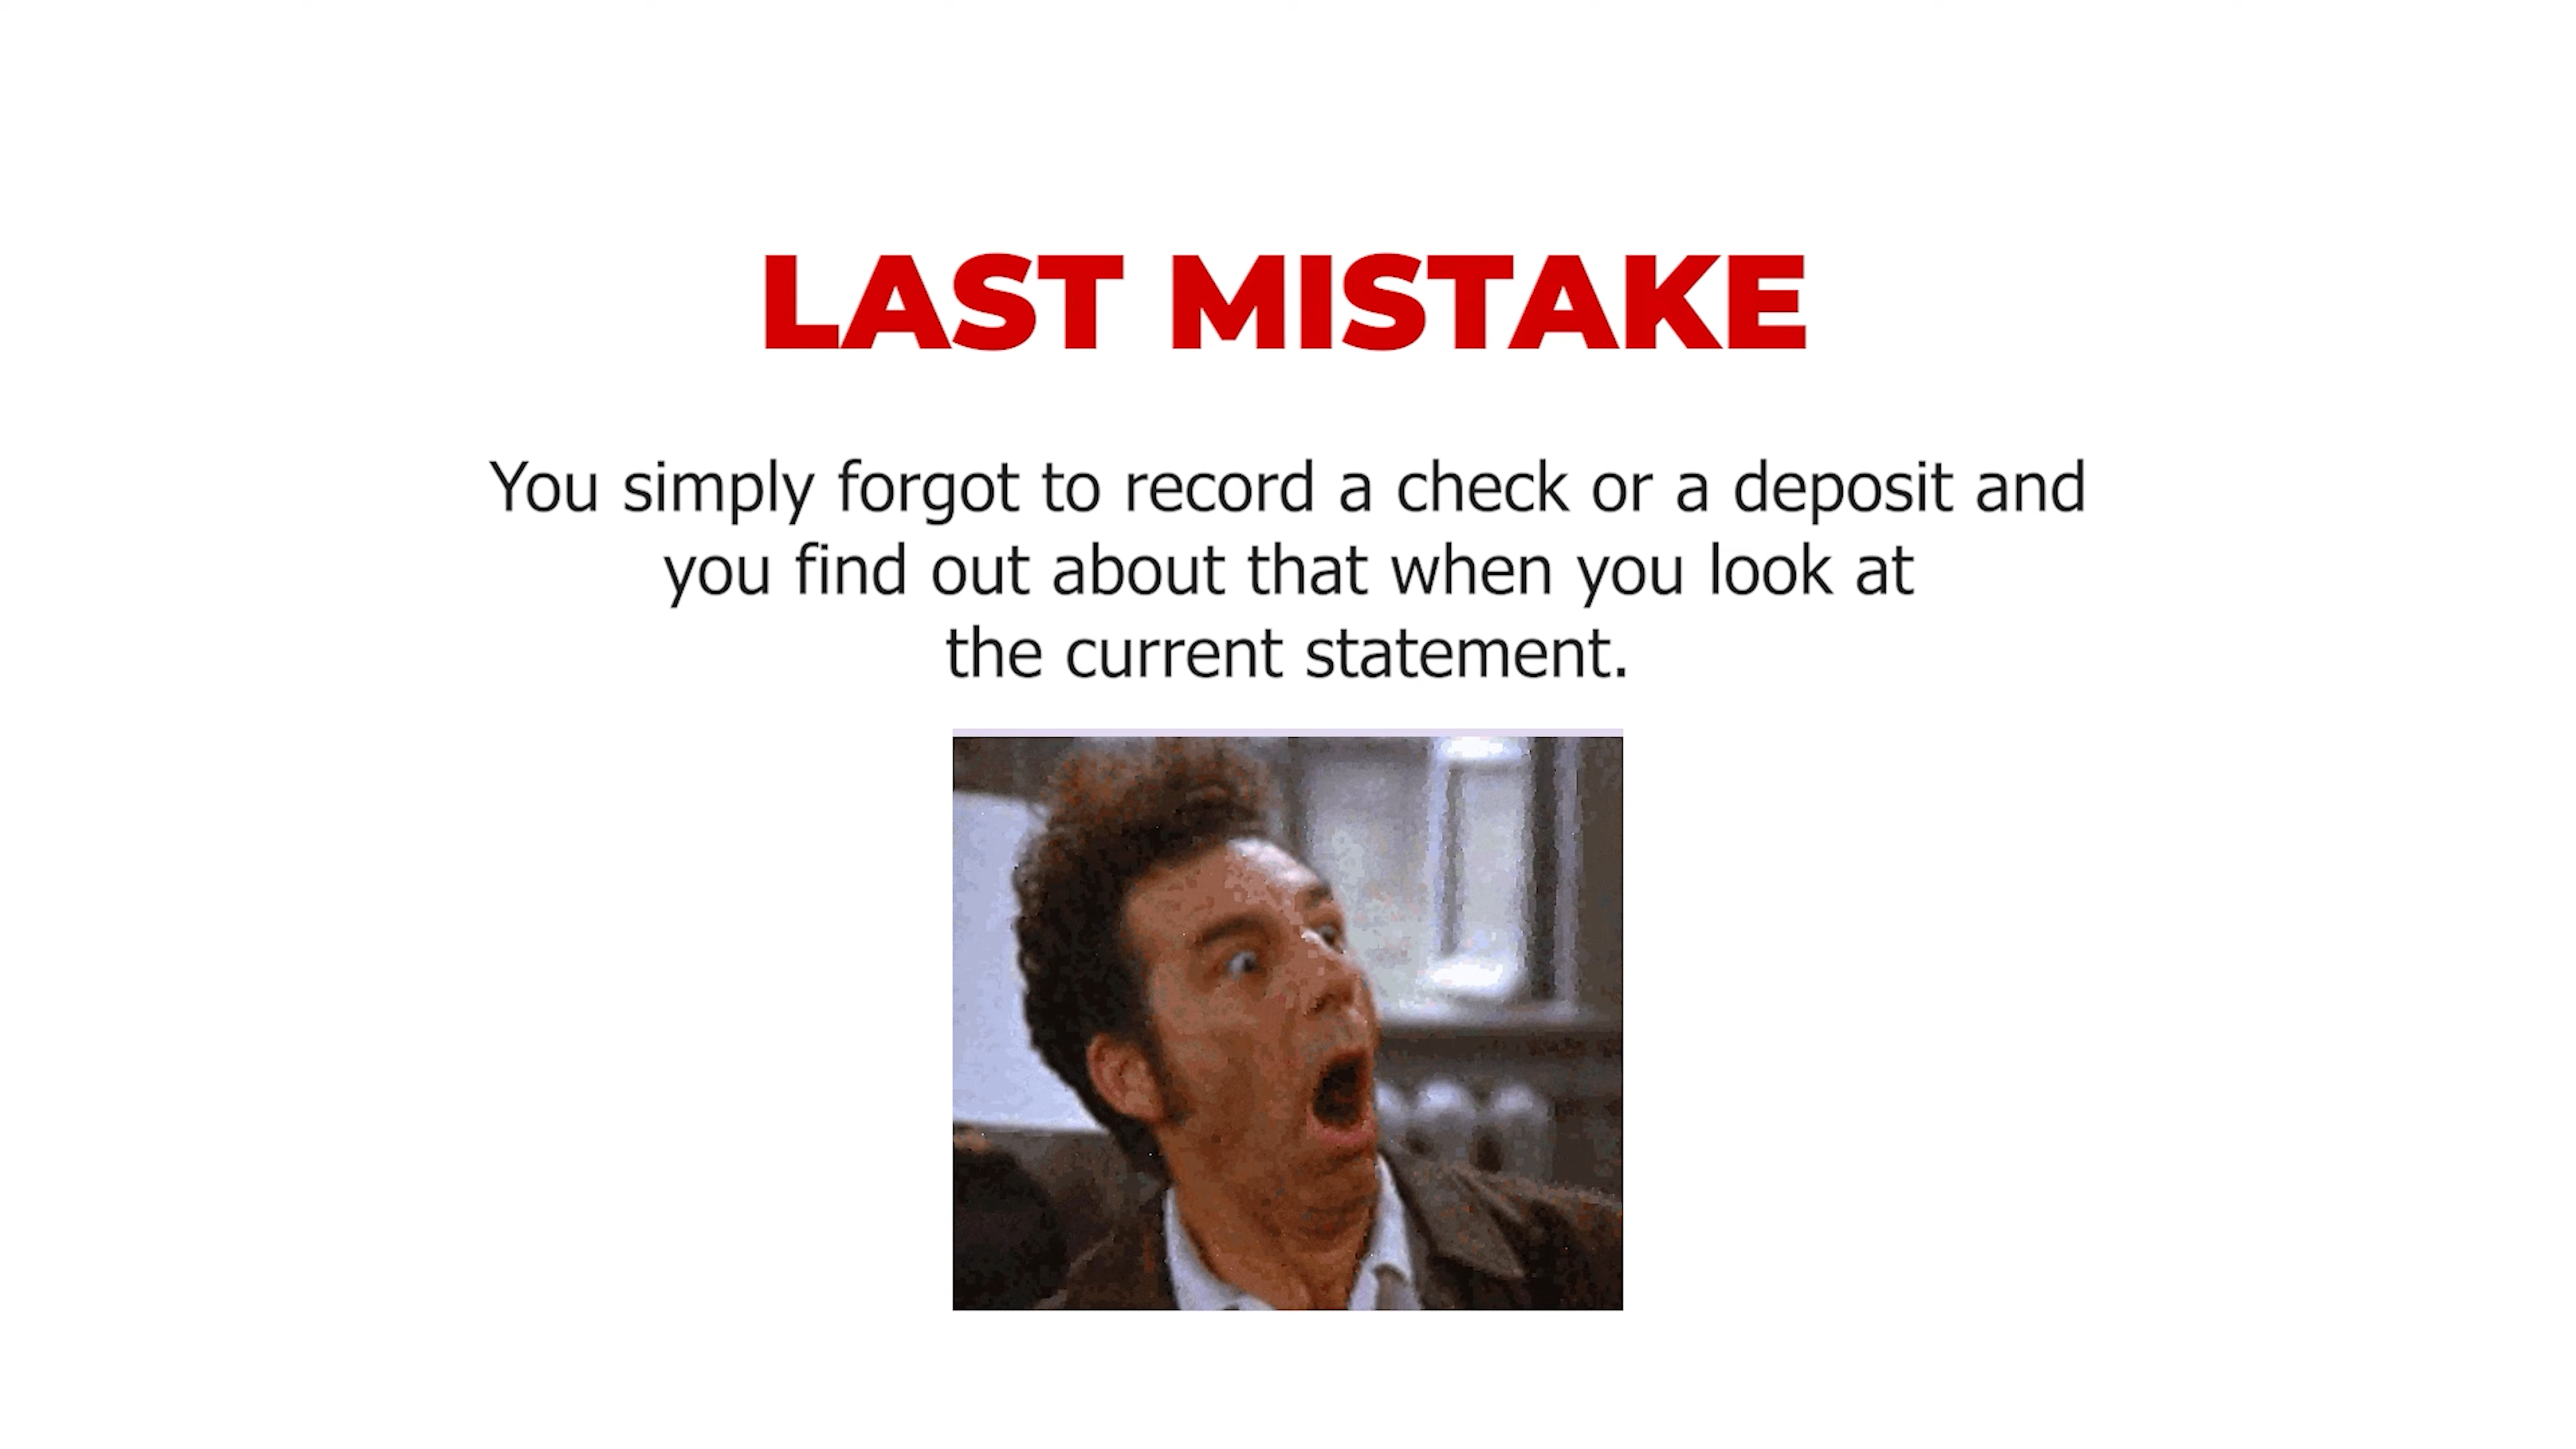 LAST MISTAKE
You simply forgot to record a check or a deposit and
you find out about that when you look at
the current statement.